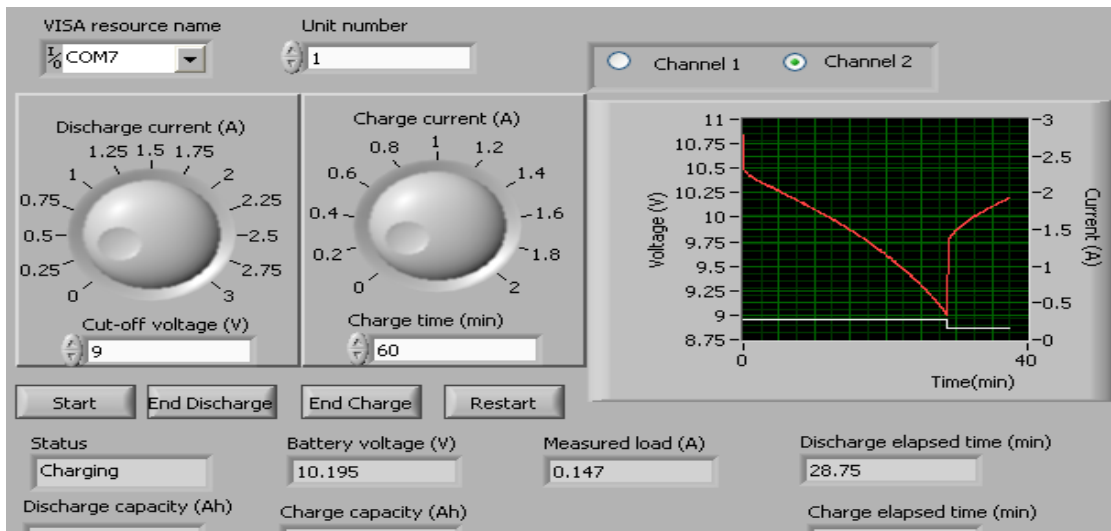 VISA resource name
Unit number
I/O COM7
1
Channel 1
Channel 2
Discharge current (A)
0
0.25
0.5
0.75
1
1.25
1.5
1.75
2
2.25
2.5
2.75
3
Cut-off voltage (V)
9
Charge current (A)
0
0.2
0.4
0.6
0.8
1
1.2
1.4
1.6
1.8
2
Charge time (min)
60
11
10.75
10.5
10.25
10
9.75
9.5
9.25
9
8.75
Voltage (V)
3
2.5
2
1.5
1
0.5
0
Current (A)
0
40
Time(min)
Start
End Discharge
End Charge
Restart
Status
Battery voltage (V)
Measured load (A)
Discharge elapsed time (min)
Charging
10.195
0.147
28.75
Discharge capacity (Ah)
Charge capacity (Ah)
Charge elapsed time (min)